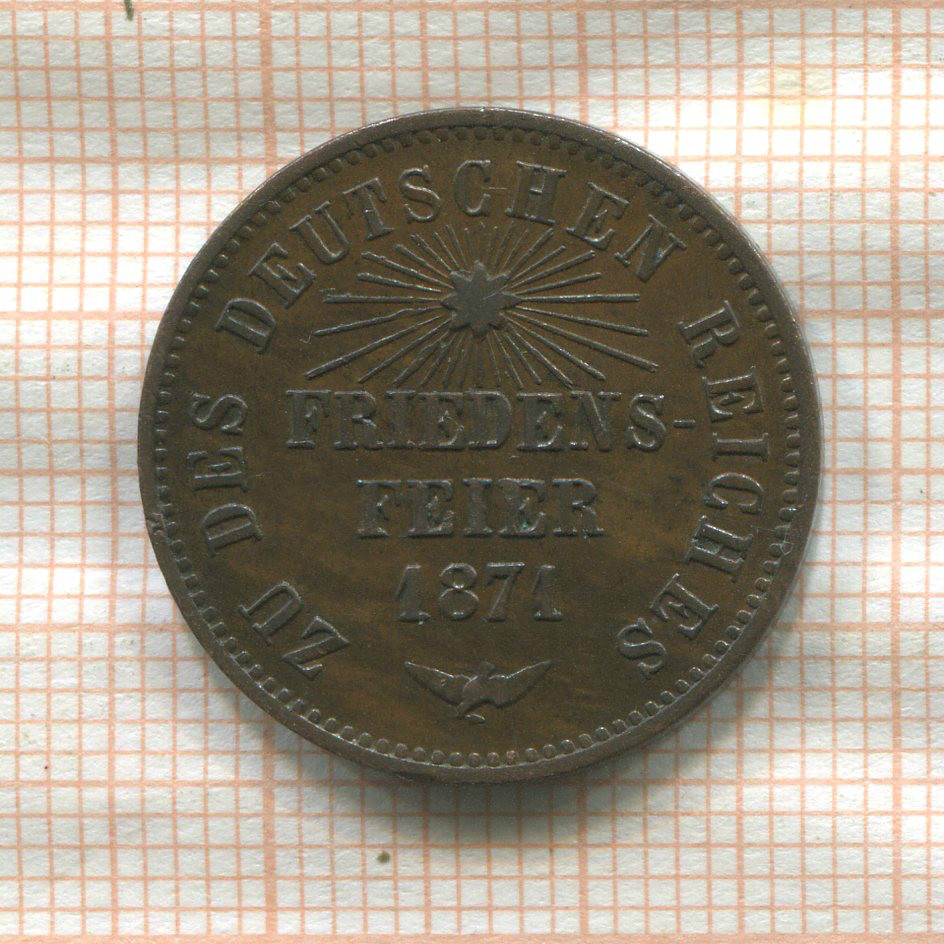 ZU DES DEUTSCHEN REICHES
FRIEDENS-
FEIER
1871